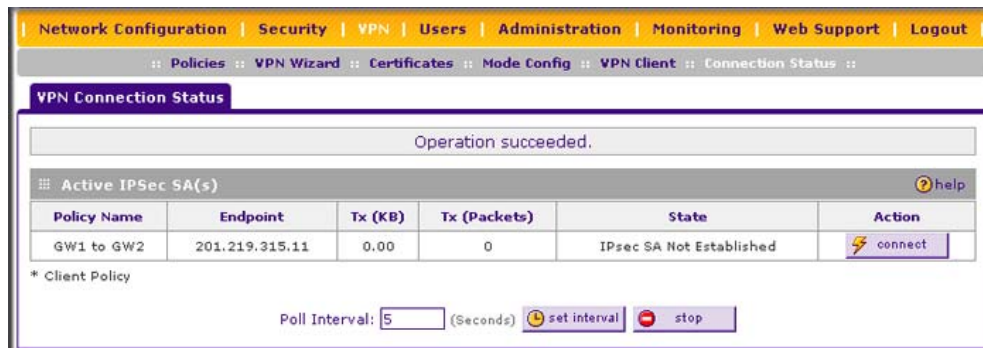 | Network Configuration | Security | VPN | Users | Administration | Monitoring | Web Support | Logout
:: Policies :: VPN Wizard :: Certificates :: Mode Config :: VPN Client :: Connection Status ::
VPN Connection Status
Operation succeeded.
Active IPSec SA(s) help
Policy Name Endpoint Tx (KB) Tx (Packets) State Action
GW1 to GW2 201.219.315.11 0.00 0 IPsec SA Not Established connect
* Client Policy
Poll Interval: 5 (Seconds) set interval stop